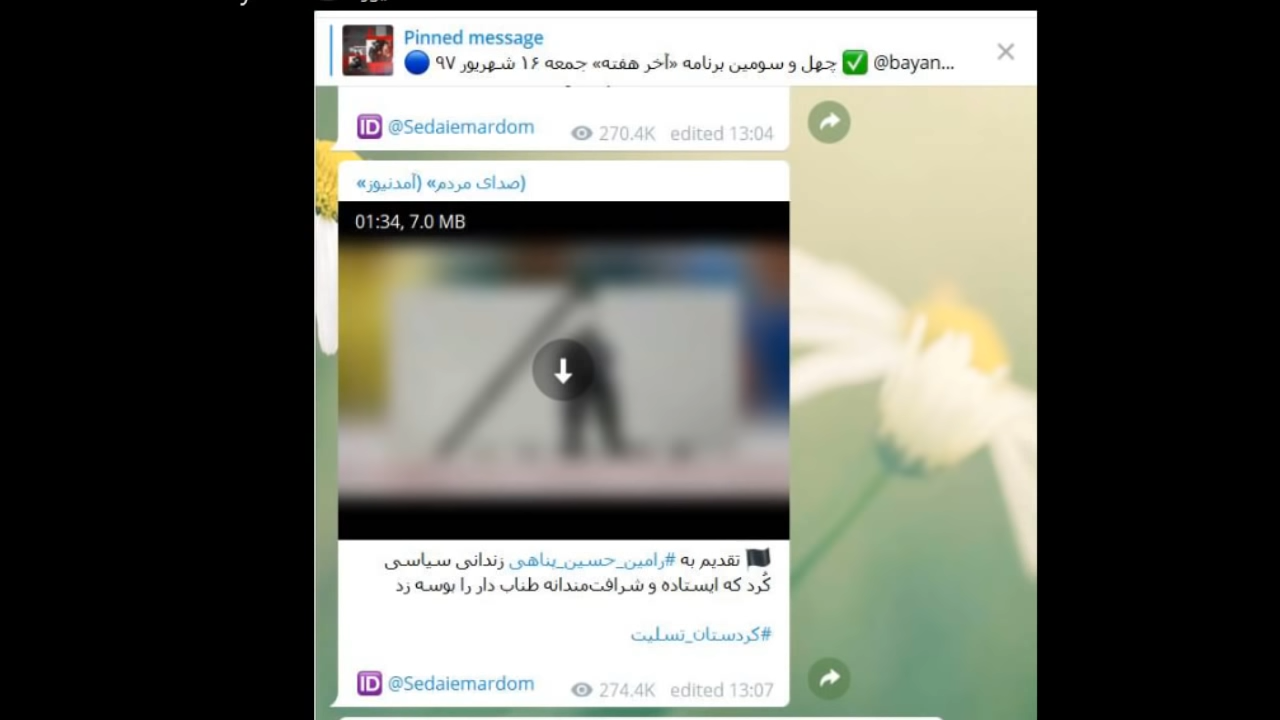 Pinned message
🔵 چهل و سومین برنامه «آخر هفته» جمعه ۱۶ شهریور ۹۷ ✅ @bayan...
🆔 @Sedaiemardom 270.4K edited 13:04
(صدای مردم» (آمدنیوز»
01:34, 7.0 MB
🏴 تقدیم به #رامین_حسین_پناهی زندانی سیاسی
کُرد که ایستاده و شرافت‌مندانه طناب دار را بوسه زد
#کردستان_تسلیت
🆔 @Sedaiemardom 274.4K edited 13:07